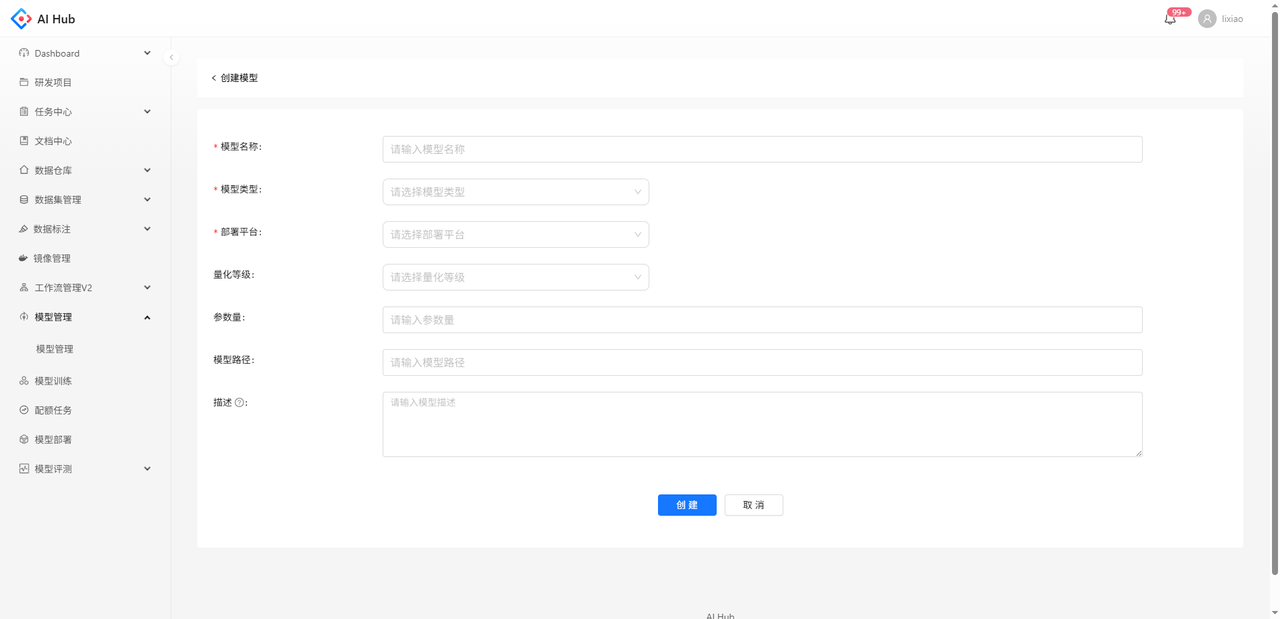 AI Hub
99+
lixiao
Dashboard
研发项目
任务中心
文档中心
数据仓库
数据集管理
数据标注
镜像管理
工作流管理V2
模型管理
模型管理
模型训练
配额任务
模型部署
模型评测
创建模型
* 模型名称:
请输入模型名称
* 模型类型:
请选择模型类型
* 部署平台:
请选择部署平台
量化等级:
请选择量化等级
参数量:
请输入参数量
模型路径:
请输入模型路径
描述?:
请输入模型描述
创 建
取 消
AI Hub